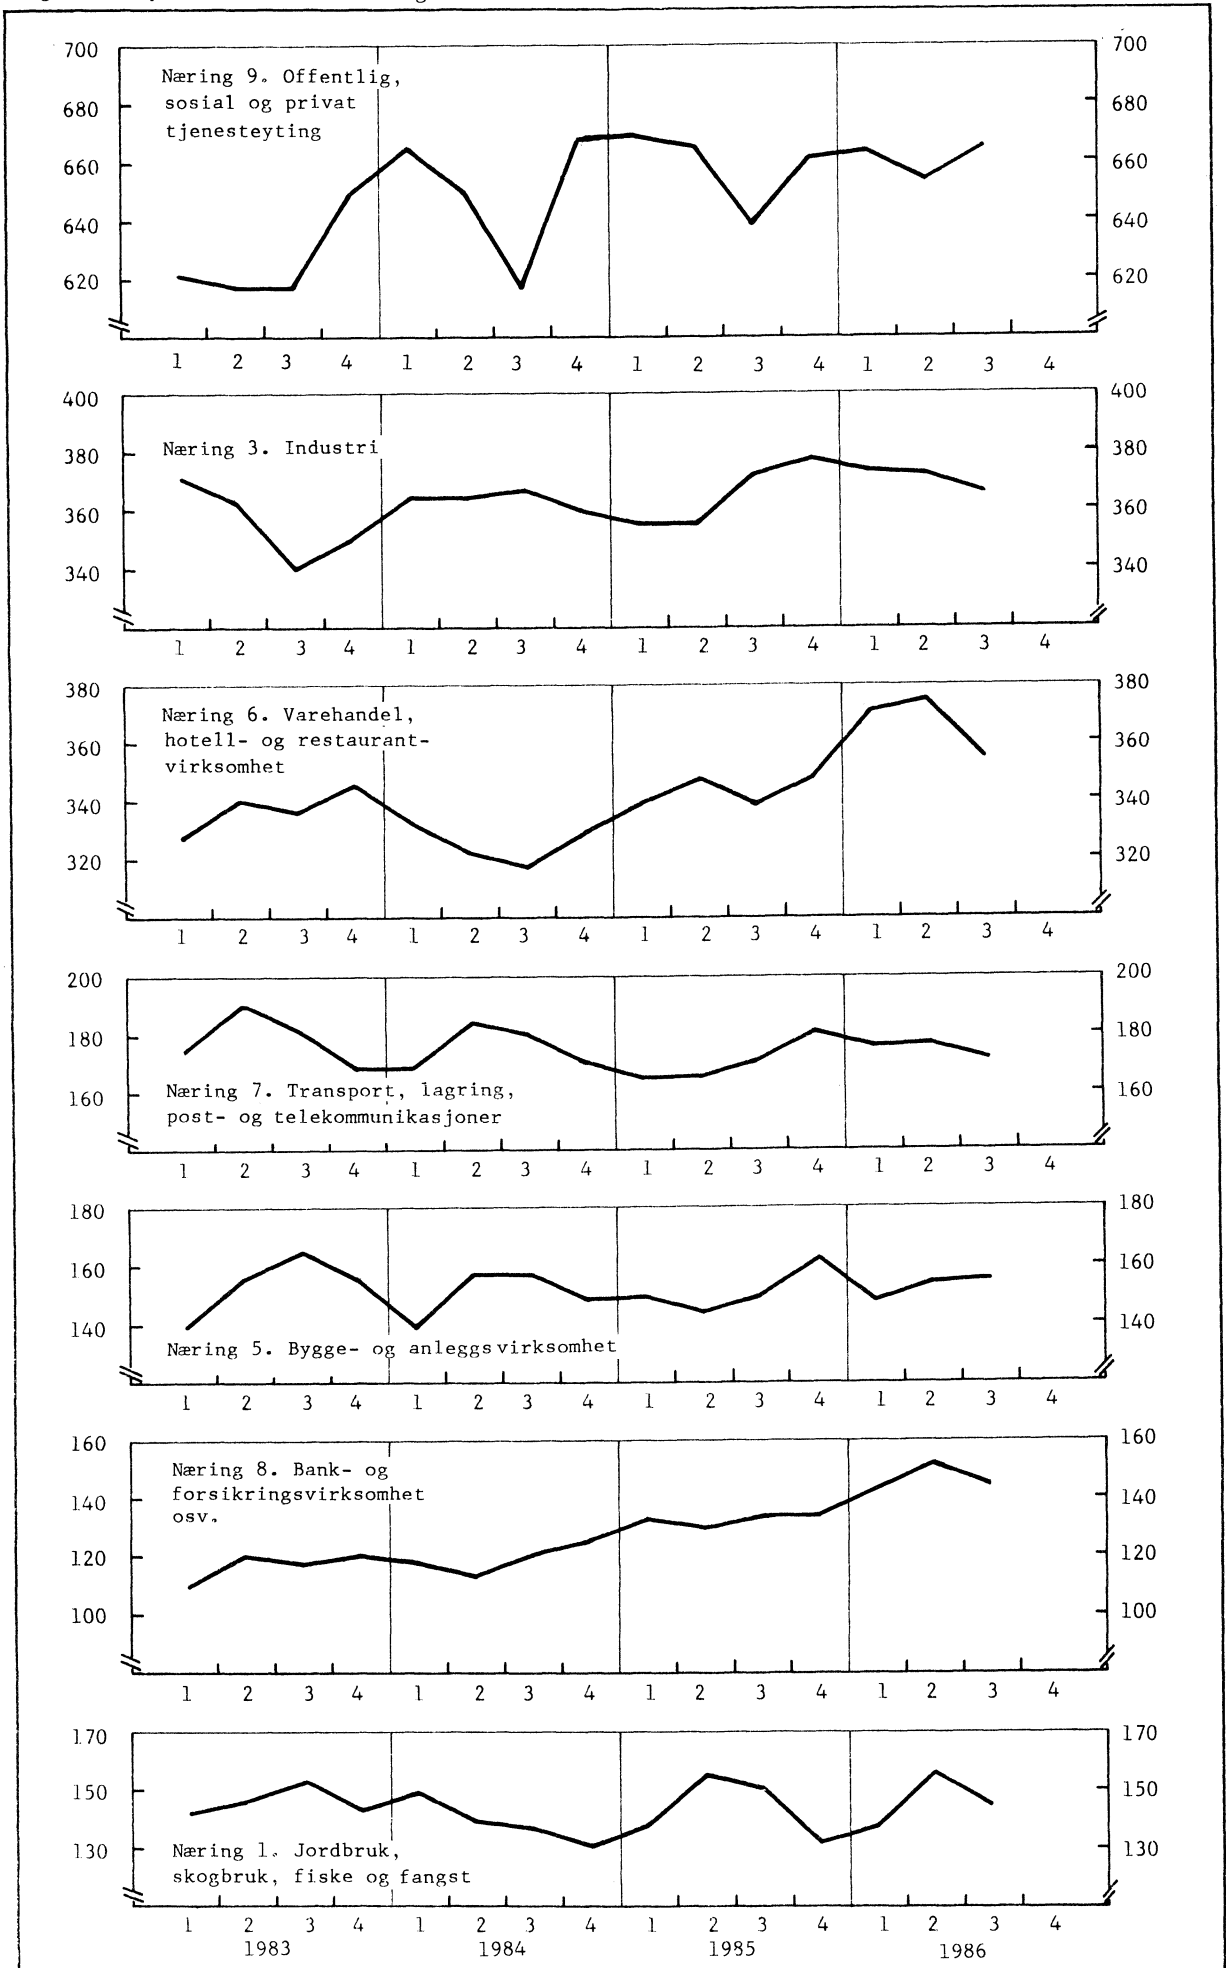 700 700
Næring 9. Offentlig,
sosial og privat
tjenesteyting
680 680
660 660
640 640
620 620
1 2 3 4 1 2 3 4 1 2 3 4 1 2 3 4
400 400
Næring 3. Industri
380 380
360 360
340 340
1 2 3 4 1 2 3 4 1 2 3 4 1 2 3 4
380 380
Næring 6. Varehandel,
hotell- og restaurant-
virksomhet
360 360
340 340
320 320
1 2 3 4 1 2 3 4 1 2 3 4 1 2 3 4
200 200
180 180
160 160
Næring 7. Transport, lagring,
post- og telekommunikasjoner
1 2 3 4 1 2 3 4 1 2 3 4 1 2 3 4
180 180
160 160
140 140
Næring 5. Bygge- og anleggsvirksomhet
1 2 3 4 1 2 3 4 1 2 3 4 1 2 3 4
160 160
Næring 8. Bank- og
forsikringsvirksomhet
osv.
140 140
120 120
100 100
1 2 3 4 1 2 3 4 1 2 3 4 1 2 3 4
170 170
150 150
130 130
Næring 1. Jordbruk,
skogbruk, fiske og fangst
1 2 3 4 1 2 3 4 1 2 3 4 1 2 3 4
1983 1984 1985 1986